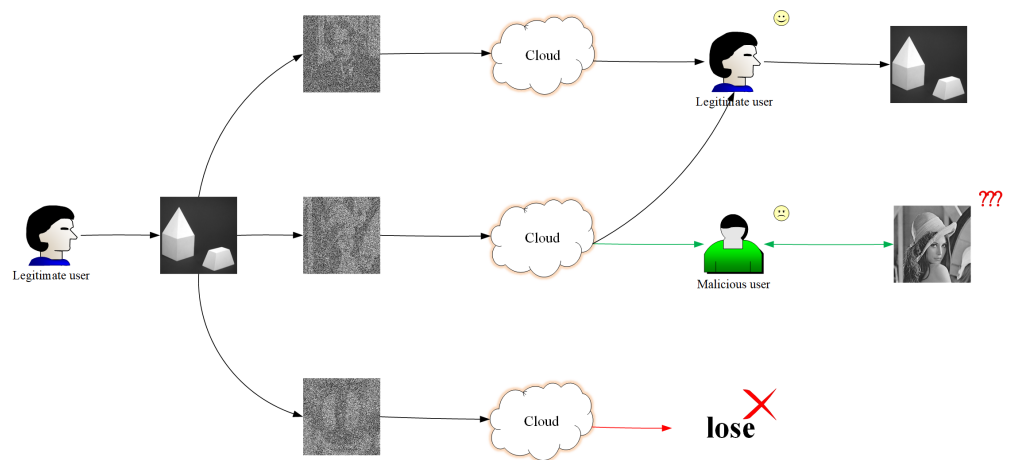 Cloud
Legitimate user
Legitimate user
Cloud
???
Malicious user
Cloud
lose